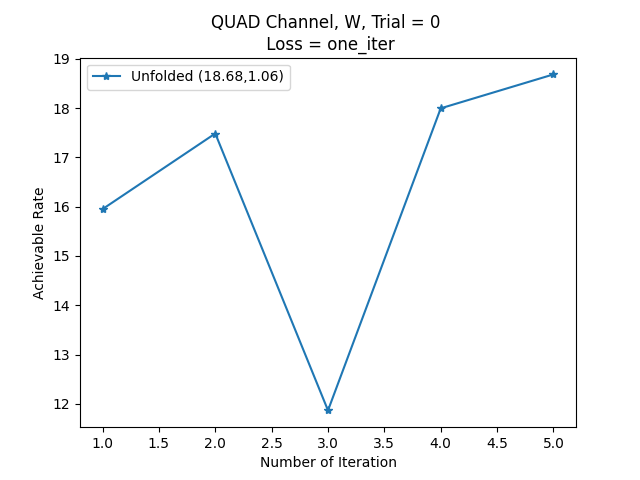 QUAD Channel, W, Trial = 0
Loss = one_iter
Unfolded (18.68,1.06)
19
18
17
16
15
14
13
12
Achievable Rate
1.0 1.5 2.0 2.5 3.0 3.5 4.0 4.5 5.0
Number of Iteration